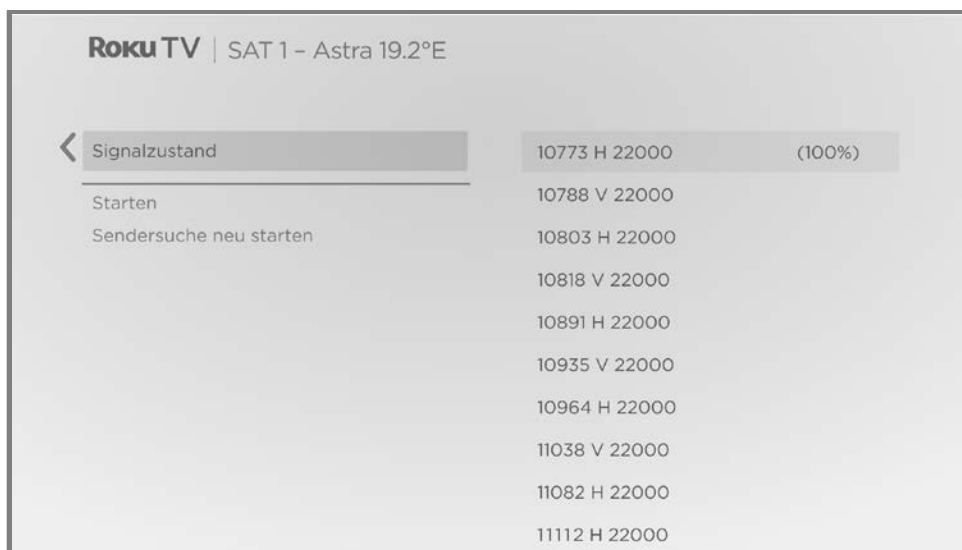 Roku TV | SAT 1 – Astra 19.2°E
Signalzustand
Starten
Sendersuche neu starten
10773 H 22000 (100%)
10788 V 22000
10803 H 22000
10818 V 22000
10891 H 22000
10935 V 22000
10964 H 22000
11038 V 22000
11082 H 22000
11112 H 22000